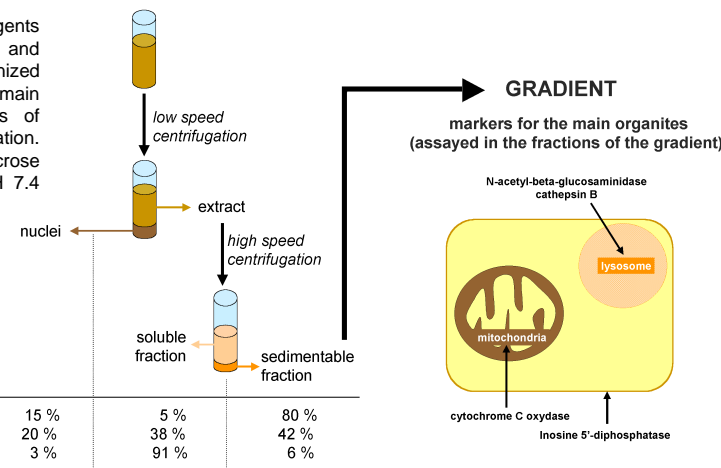 gents
and
nized
main
s of
ation.
crose
H 7.4
low speed
centrifugation
nuclei
extract
high speed
centrifugation
soluble
fraction
sedimentable
fraction
15 % 5 % 80 %
20 % 38 % 42 %
3 % 91 % 6 %
GRADIENT
markers for the main organites
(assayed in the fractions of the gradient)
N-acetyl-beta-glucosaminidase
cathepsin B
lysosome
mitochondria
cytochrome C oxydase
Inosine 5'-diphosphatase